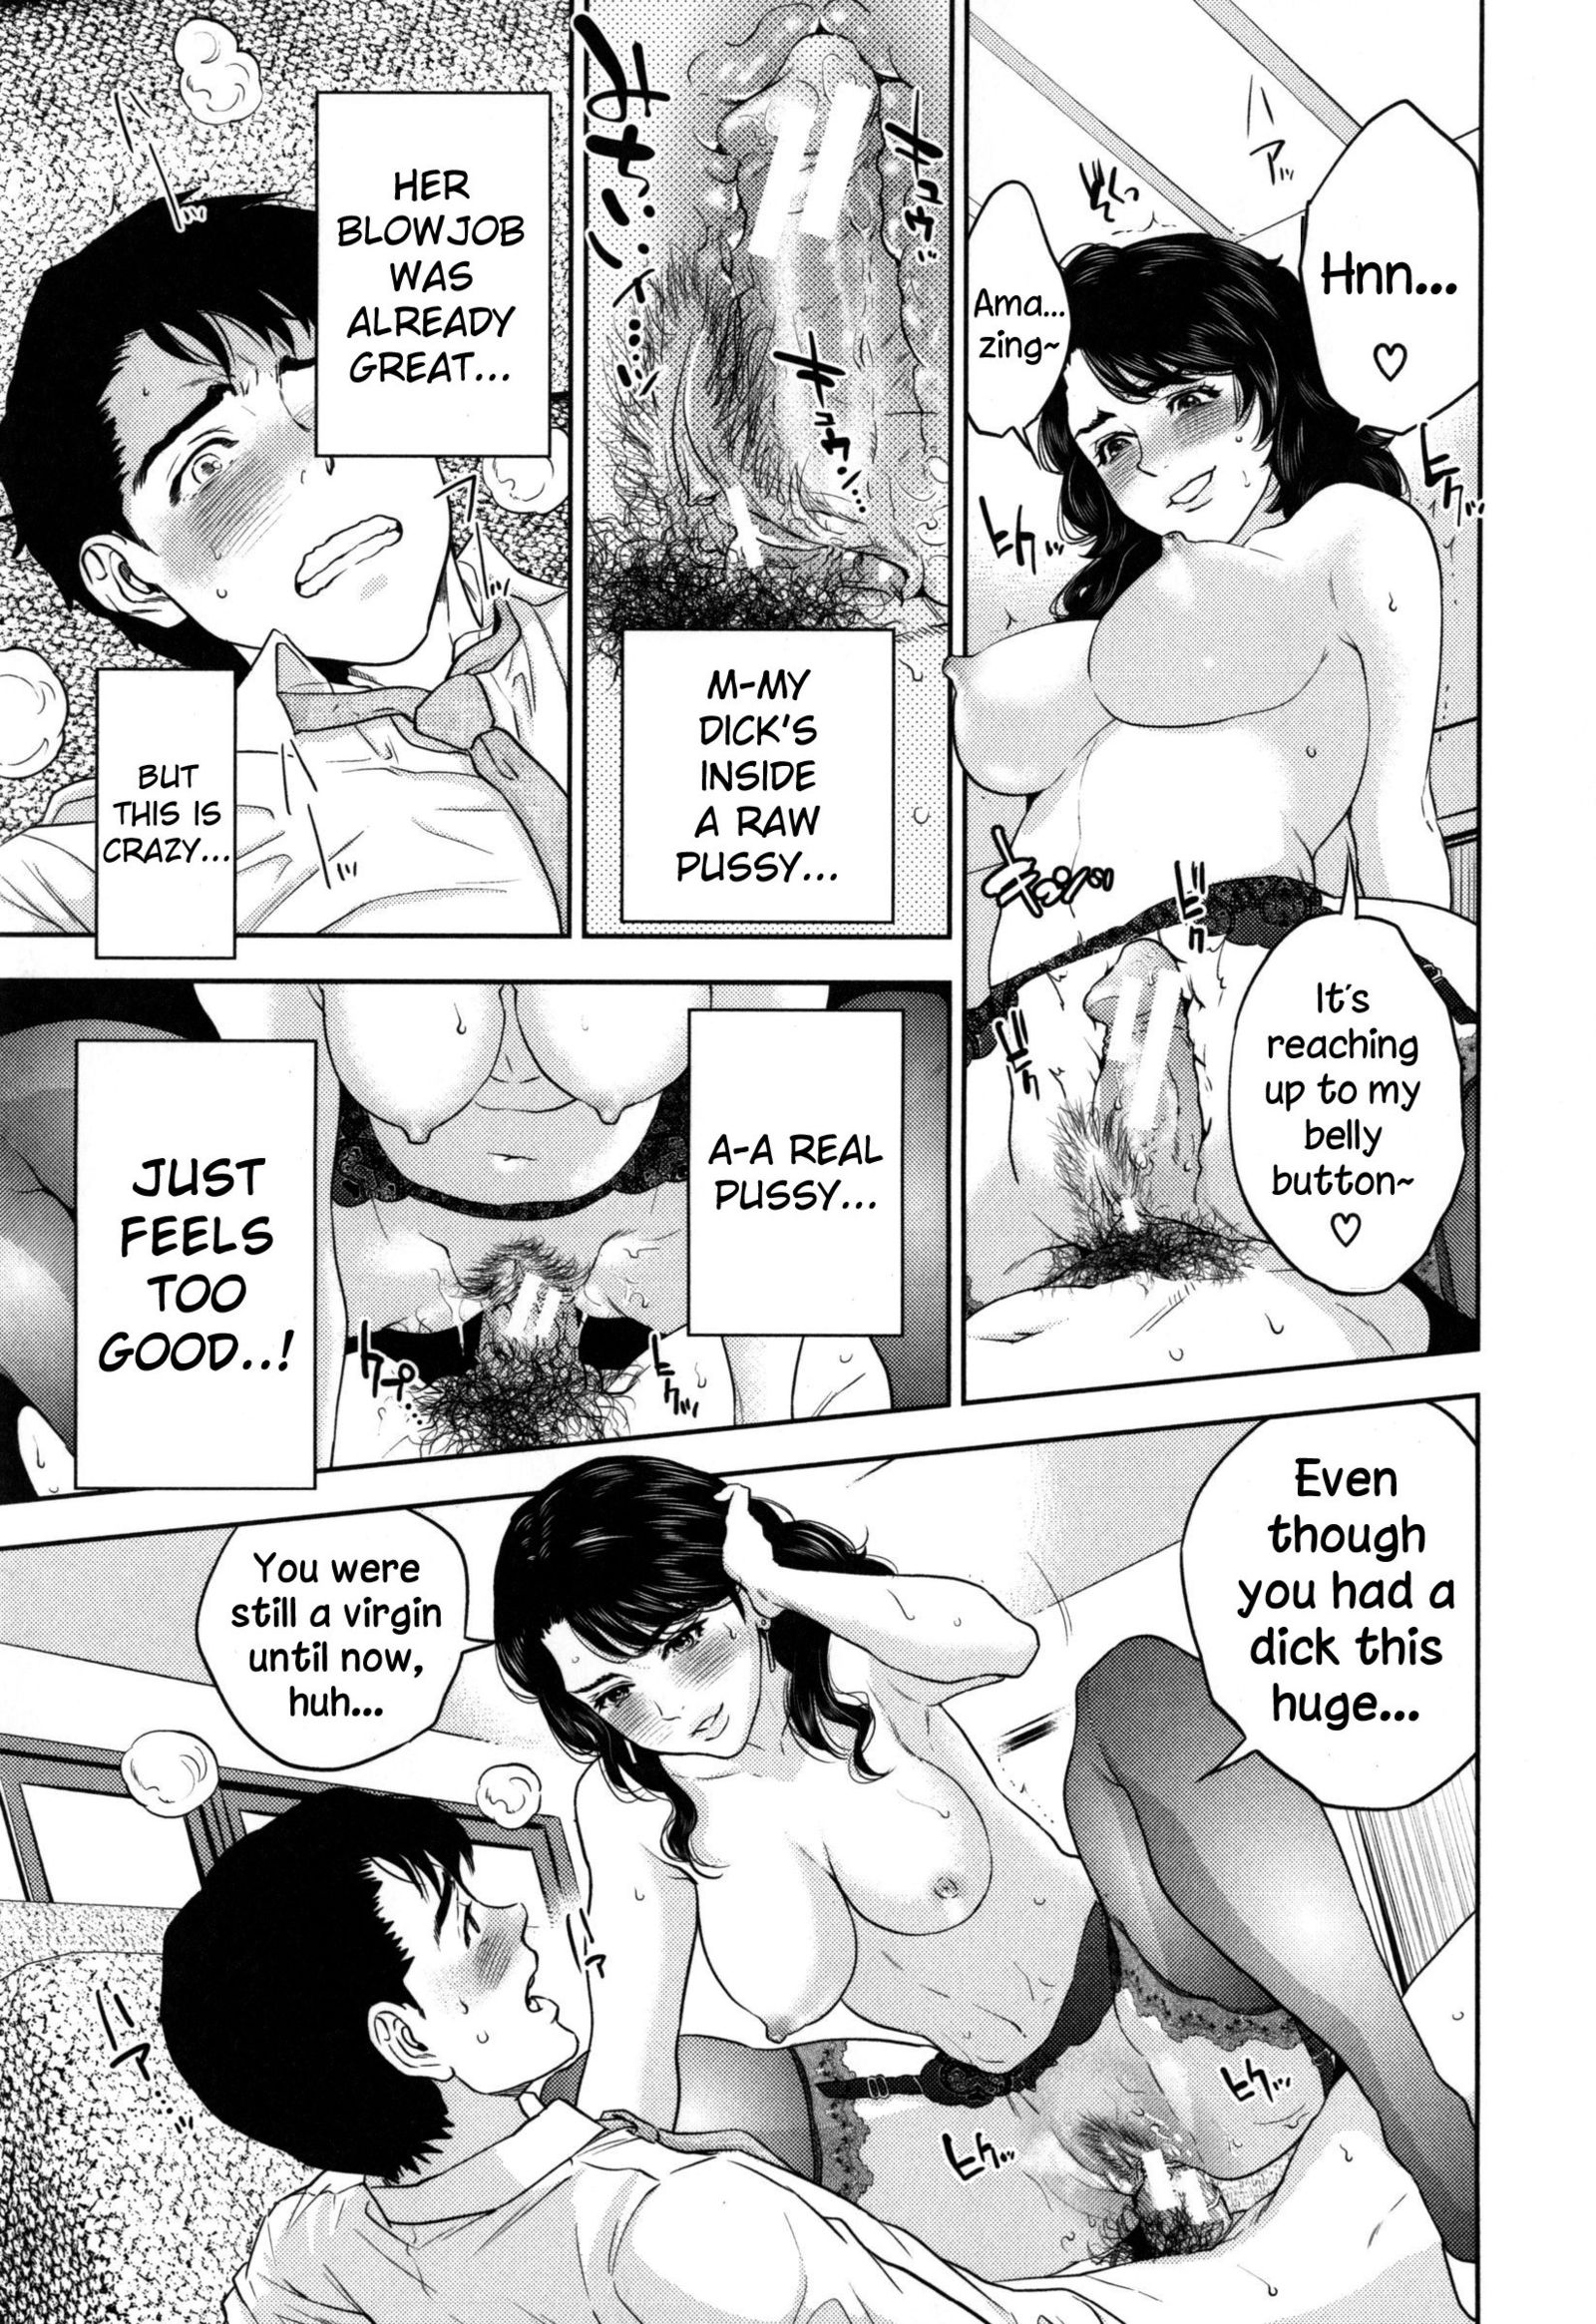 Hnn...
♡
Ama...
zing~
It's
reaching
up to my
belly
button~
♡
M-MY
DICK'S
INSIDE
A RAW
PUSSY...
HER
BLOWJOB
WAS
ALREADY
GREAT...
BUT
THIS IS
CRAZY...
A-A REAL
PUSSY...
JUST
FEELS
TOO
GOOD..!
Even
though
you had a
dick this
huge...
You were
still a virgin
until now,
huh...